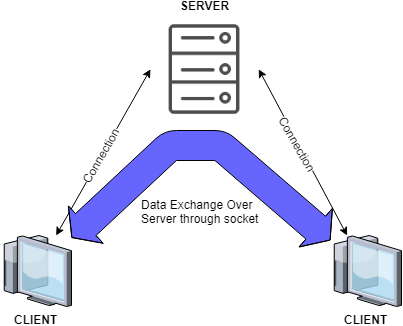 SERVER
Connection
Connection
Data Exchange Over
Server through socket
CLIENT
CLIENT